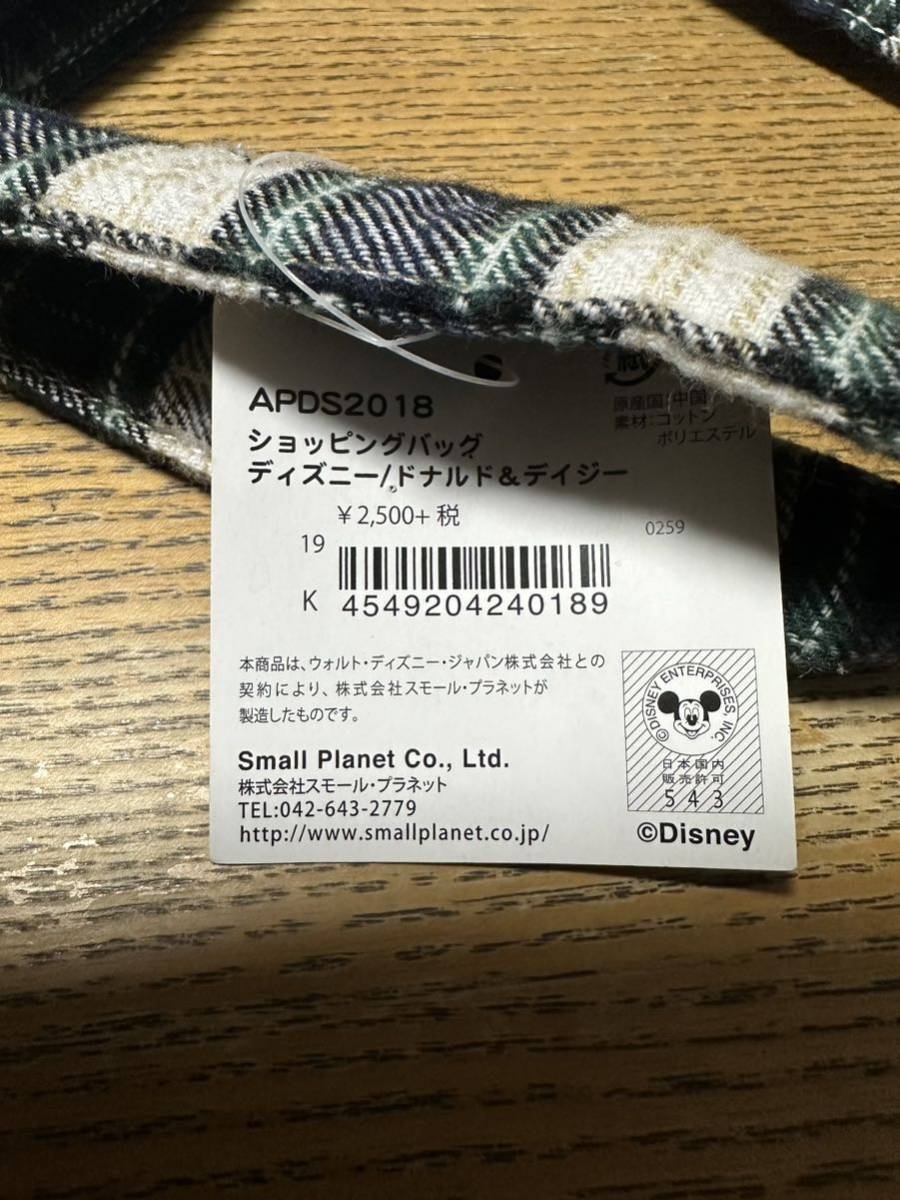 APDS2018
ショッピングバッグ
ディズニー/ドナルド&デイジー
原産国:中国
素材:コットン
ポリエステル
¥2,500+税
0259
19
K
4549204240189
本商品は、ウォルト・ディズニー・ジャパン株式会社との
契約により、株式会社スモール・プラネットが
製造したものです。
Small Planet Co., Ltd.
株式会社スモール・プラネット
TEL:042-643-2779
http://www.smallplanet.co.jp/
©DISNEY ENTERPRISES, INC.
日本国内
販売許可
543
©Disney